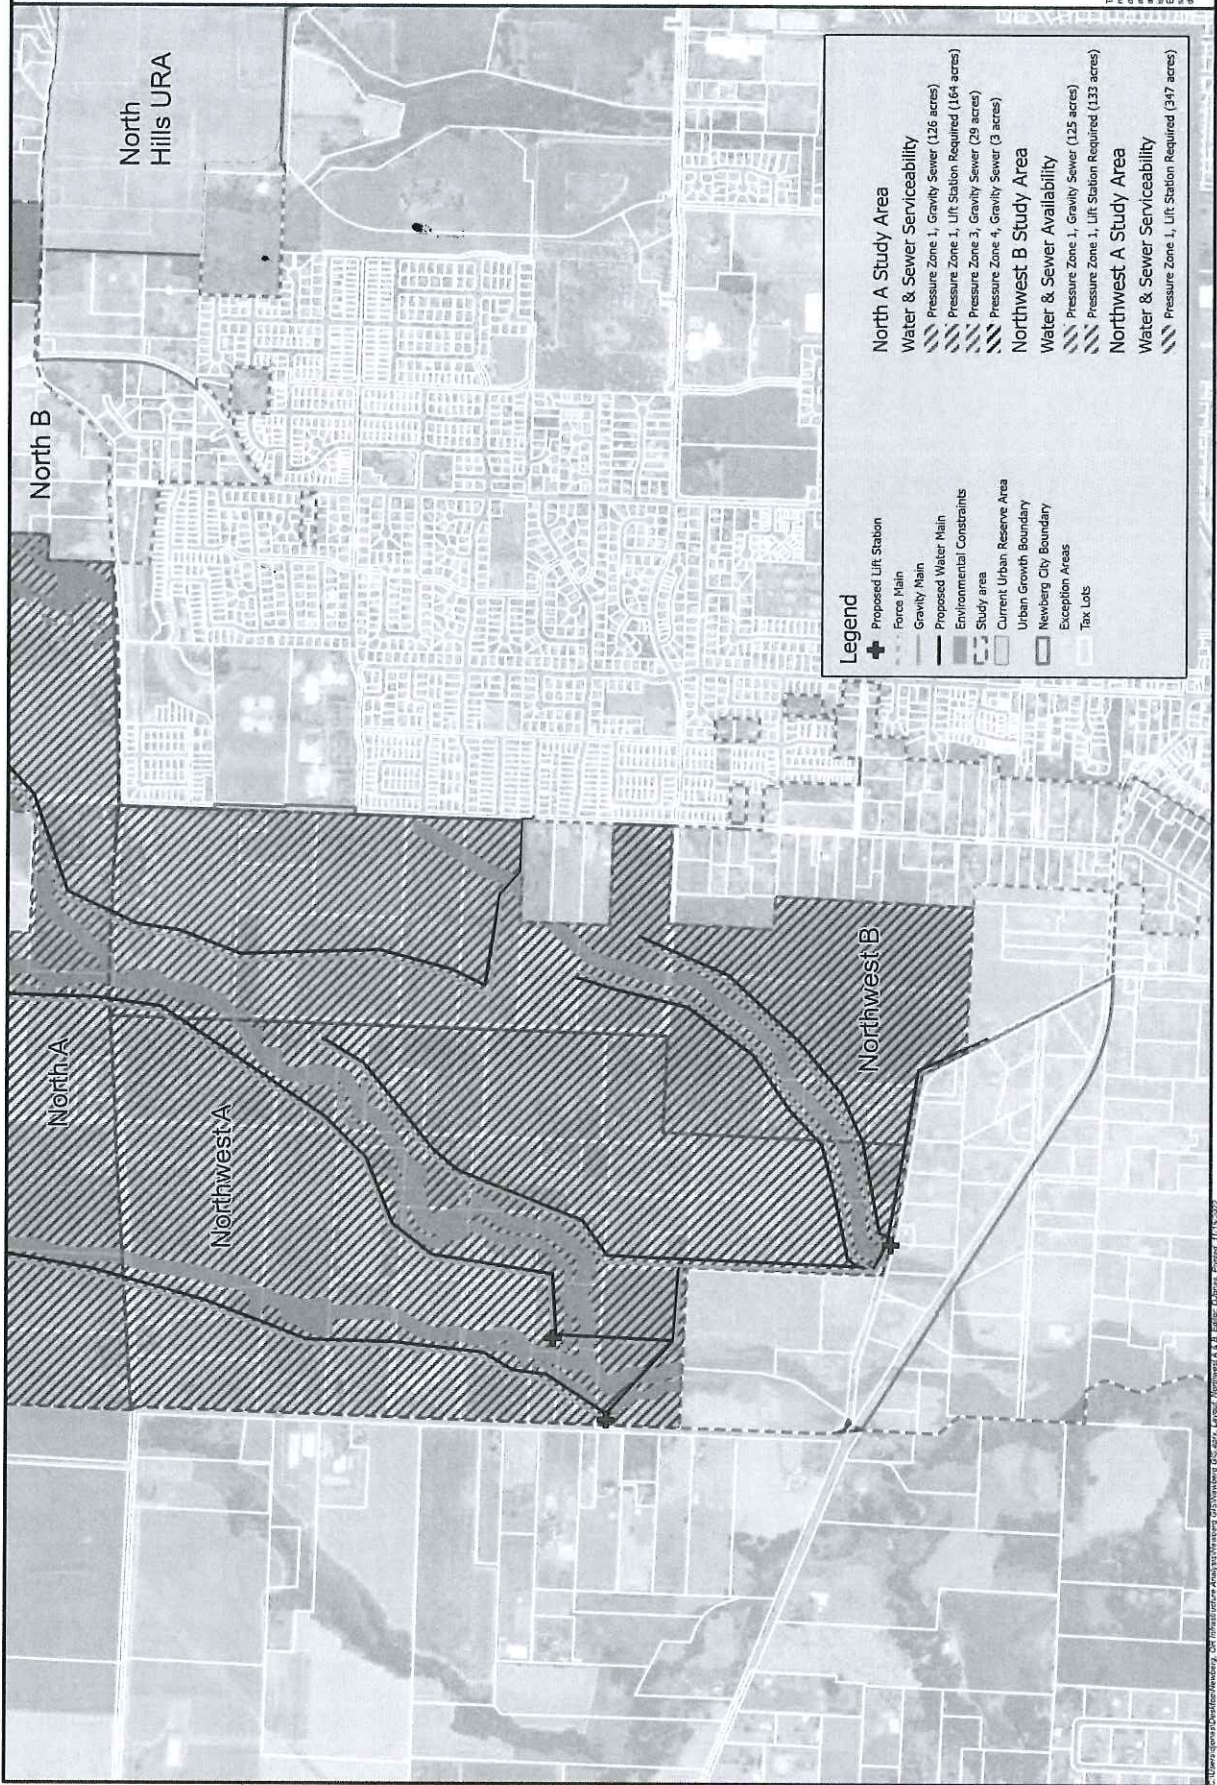 North
Hills URA
North B
North A
Northwest A
Northwest B
Legend
Proposed Lift Station
Force Main
Gravity Main
Proposed Water Main
Environmental Constraints
Study area
Current Urban Reserve Area
Urban Growth Boundary
Newberg City Boundary
Exception Areas
Tax Lots
North A Study Area
Water & Sewer Serviceability
Pressure Zone 1, Gravity Sewer (126 acres)
Pressure Zone 1, Lift Station Required (164 acres)
Pressure Zone 3, Gravity Sewer (29 acres)
Pressure Zone 4, Gravity Sewer (3 acres)
Northwest B Study Area
Water & Sewer Availability
Pressure Zone 1, Gravity Sewer (125 acres)
Pressure Zone 1, Lift Station Required (133 acres)
Northwest A Study Area
Water & Sewer Serviceability
Pressure Zone 1, Lift Station Required (347 acres)